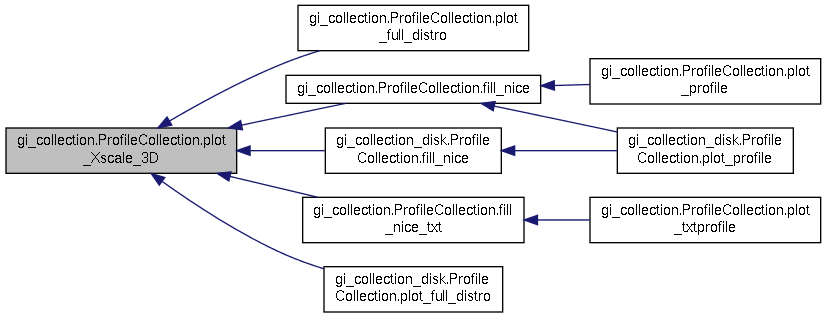 gi_collection.ProfileCollection.plot
_full_distro
gi_collection.ProfileCollection.fill_nice
gi_collection.ProfileCollection.plot
_profile
gi_collection.ProfileCollection.plot
_Xscale_3D
gi_collection_disk.Profile
Collection.fill_nice
gi_collection_disk.Profile
Collection.plot_profile
gi_collection.ProfileCollection.fill
_nice_txt
gi_collection.ProfileCollection.plot
_txtprofile
gi_collection_disk.Profile
Collection.plot_full_distro